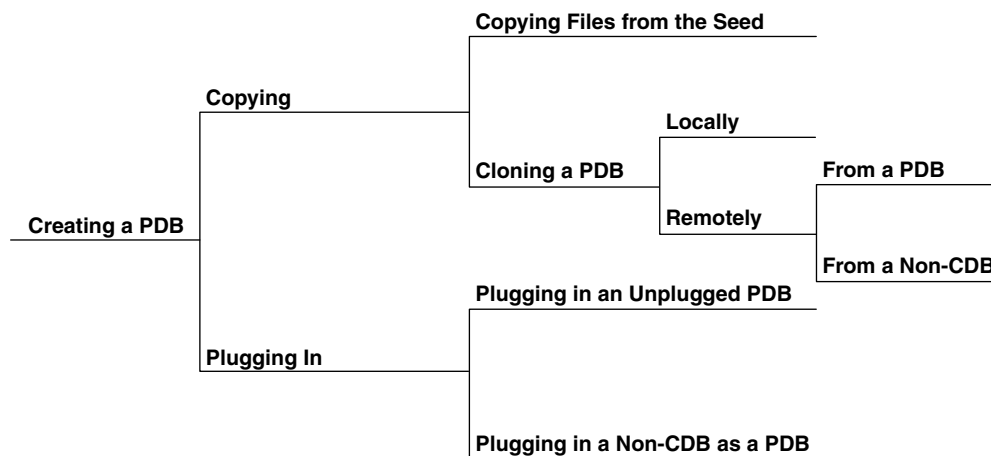 Copying Files from the Seed
Copying
Locally
Cloning a PDB
From a PDB
Creating a PDB
Remotely
From a Non-CDB
Plugging in an Unplugged PDB
Plugging In
Plugging in a Non-CDB as a PDB